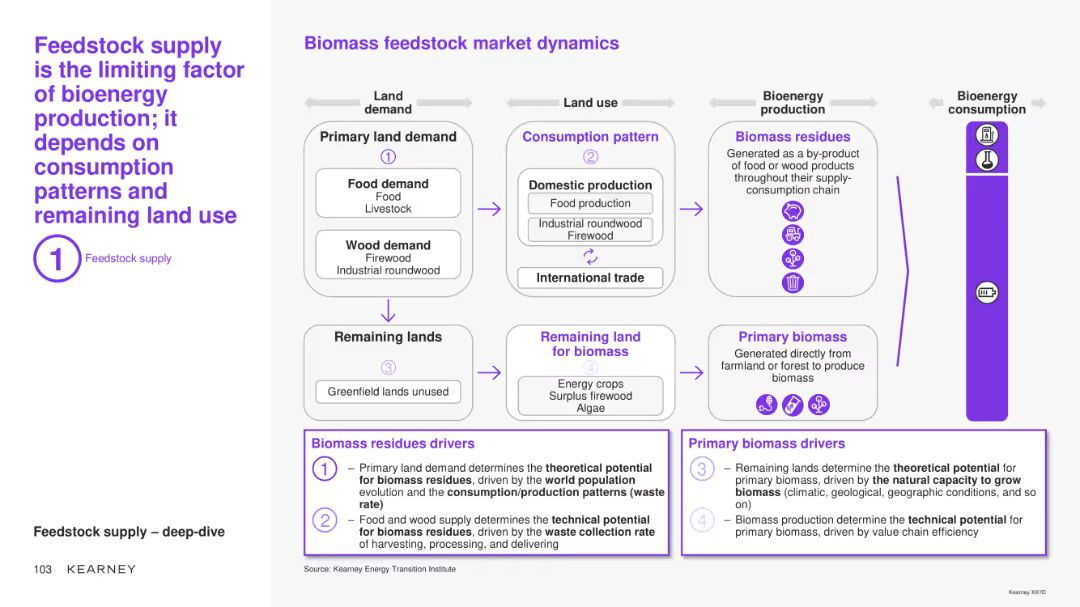 Feedstock supply
is the limiting factor
of bioenergy
production; it
depends on
consumption
patterns and
remaining land use
1 Feedstock supply
Feedstock supply – deep-dive
103 KEARNEY
Biomass feedstock market dynamics
Land
demand
Primary land demand
1
Food demand
Food
Livestock
Wood demand
Firewood
Industrial roundwood
Remaining lands
3
Greenfield lands unused
Land use
Consumption pattern
2
Domestic production
Food production
Industrial roundwood
Firewood
International trade
Remaining land
for biomass
4
Energy crops
Surplus firewood
Algae
Bioenergy
production
Biomass residues
Generated as a by-product
of food or wood products
throughout their supply-
consumption chain
Primary biomass
Generated directly from
farmland or forest to produce
biomass
Bioenergy
consumption
Biomass residues drivers
1 – Primary land demand determines the theoretical potential
for biomass residues, driven by the world population
evolution and the consumption/production patterns (waste
rate)
2 – Food and wood supply determines the technical potential
for biomass residues, driven by the waste collection rate
of harvesting, processing, and delivering
Primary biomass drivers
3 – Remaining lands determine the theoretical potential for
primary biomass, driven by the natural capacity to grow
biomass (climatic, geological, geographic conditions, and so
on)
4 – Biomass production determine the technical potential for
primary biomass, driven by value chain efficiency
Source: Kearney Energy Transition Institute